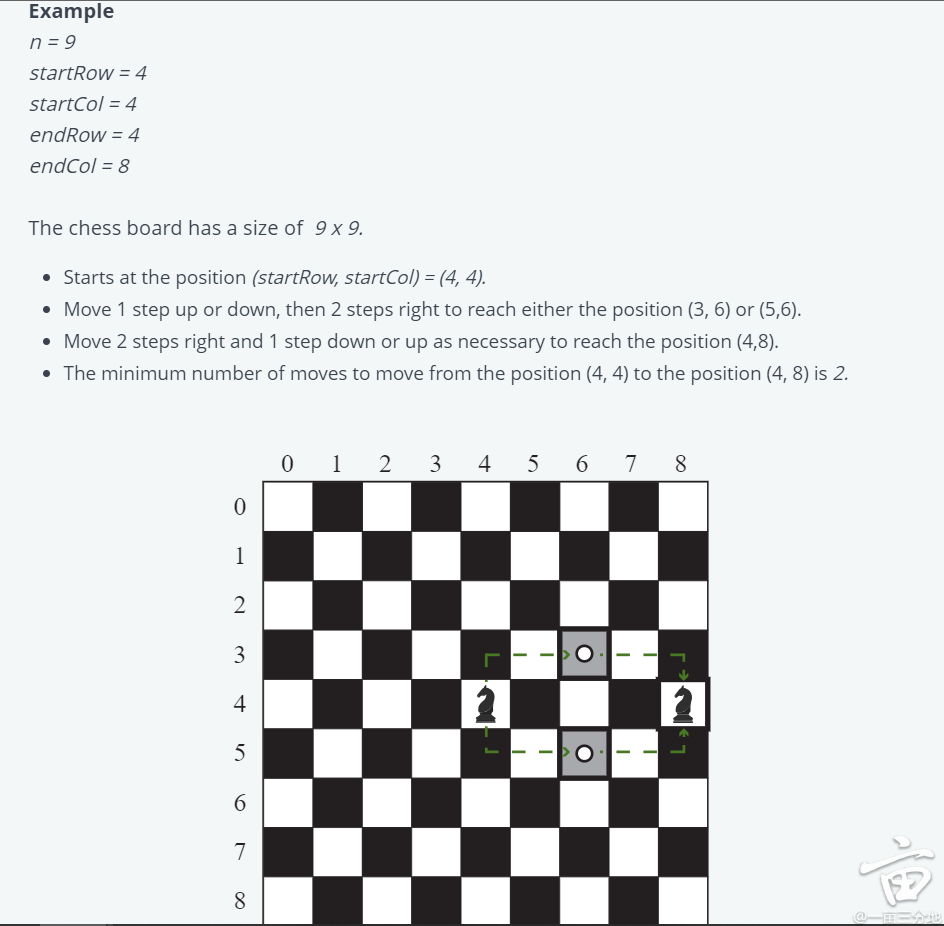 Example
n = 9
startRow = 4
startCol = 4
endRow = 4
endCol = 8
The chess board has a size of 9 x 9.
• Starts at the position (startRow, startCol) = (4, 4).
• Move 1 step up or down, then 2 steps right to reach either the position (3, 6) or (5,6).
• Move 2 steps right and 1 step down or up as necessary to reach the position (4,8).
• The minimum number of moves to move from the position (4, 4) to the position (4, 8) is 2.
0 1 2 3 4 5 6 7 8
0
1
2
3
4
5
6
7
8
亩
@一亩三分地